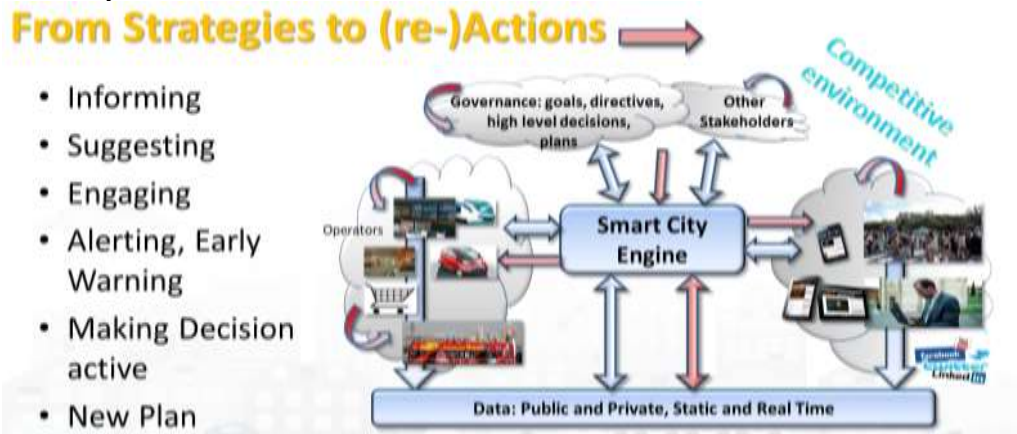 From Strategies to (re-)Actions
• Informing
• Suggesting
• Engaging
• Alerting, Early
Warning
• Making Decision
active
• New Plan
Competitive
environment
Governance: goals, directives,
high level decisions,
plans
Other
Stakeholders
Operators
Smart City
Engine
facebook
twitter
Linked in
Data: Public and Private, Static and Real Time